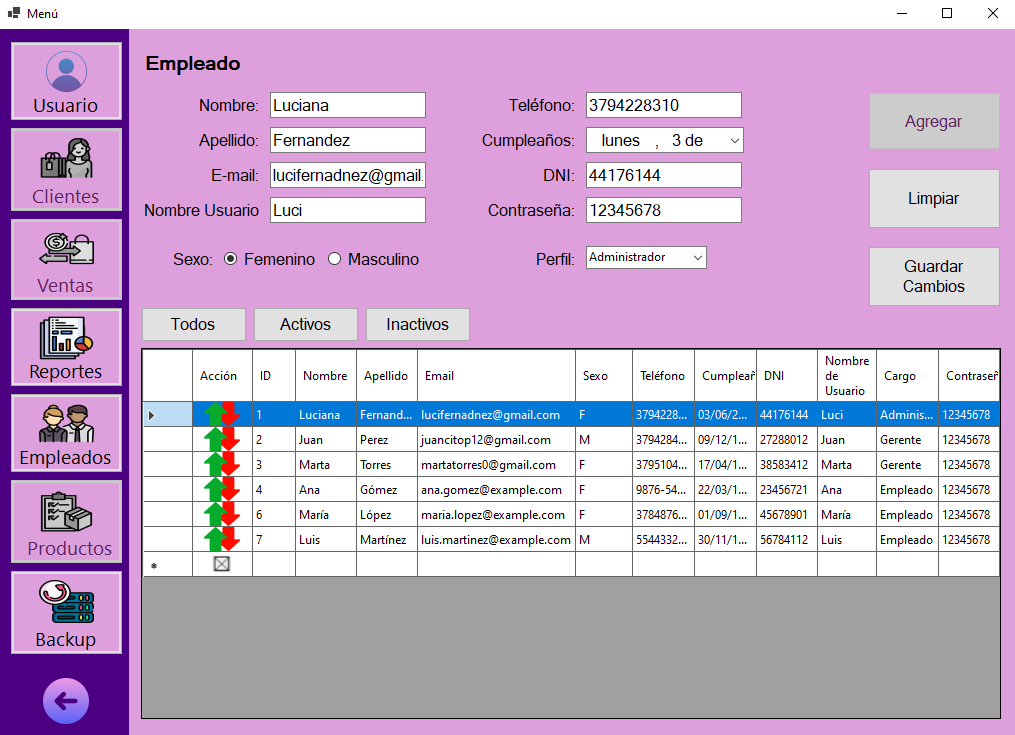 Menú
Usuario
Clientes
Ventas
Reportes
Empleados
Productos
Backup
Empleado
Nombre: Luciana
Teléfono: 3794228310
Apellido: Fernandez
Cumpleaños: lunes , 3 de
E-mail: lucifernadnez@gmail.
DNI: 44176144
Nombre Usuario Luci
Contraseña: 12345678
Sexo: Femenino Masculino
Perfil: Administrador
Agregar
Limpiar
Guardar
Cambios
Todos Activos Inactivos
Acción ID Nombre Apellido Email Sexo Teléfono Cumpleañ DNI Nombre de Usuario Cargo Contraseñ
1 Luciana Fernand... lucifernadnez@gmail.com F 3794228... 03/06/2... 44176144 Luci Adminis... 12345678
2 Juan Perez juancitop12@gmail.com M 3794284... 09/12/1... 27288012 Juan Gerente 12345678
3 Marta Torres martatorres0@gmail.com F 3795104... 17/04/1... 38583412 Marta Gerente 12345678
4 Ana Gómez ana.gomez@example.com F 9876-54... 22/03/1... 23456721 Ana Empleado 12345678
6 María López maria.lopez@example.com F 3784876... 01/09/1... 45678901 María Empleado 12345678
7 Luis Martínez luis.martinez@example.com M 5544332... 30/11/1... 56784112 Luis Empleado 12345678